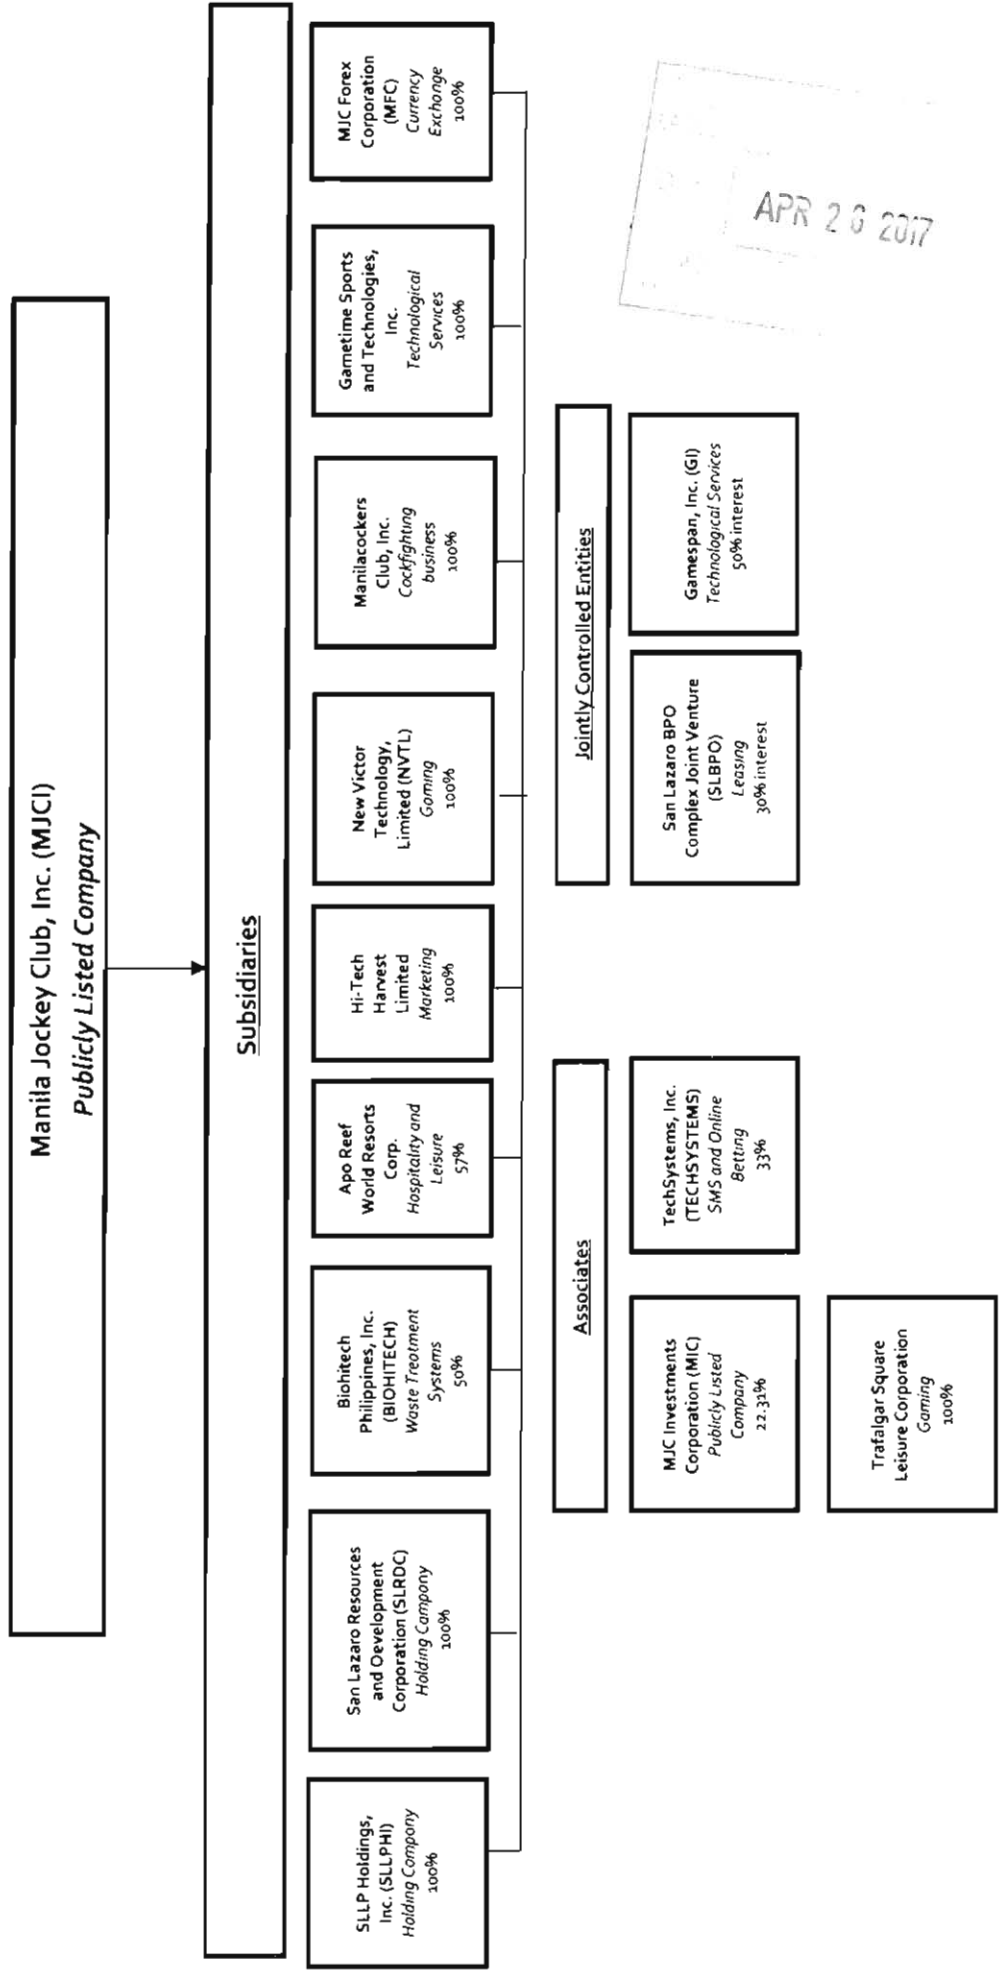 Manila Jockey Club, Inc. (MJCI)
Publicly Listed Company
Subsidiaries
SLLP Holdings,
Inc. (SLLPHI)
Holding Company
100%
San Lazaro Resources
and Development
Corporation (SLRDC)
Holding Company
100%
Biohitech
Philippines, Inc.
(BIOHITECH)
Waste Treatment
Systems
50%
Apo Reef
World Resorts
Corp.
Hospitality and
Leisure
57%
Hi-Tech
Harvest
Limited
Marketing
100%
New Victor
Technology,
Limited (NVTL)
Gaming
100%
Manilacockers
Club, Inc.
Cockfighting
business
100%
Gametime Sports
and Technologies,
Inc.
Technological
Services
100%
MJC Forex
Corporation
(MFC)
Currency
Exchange
100%
Associates
MJC Investments
Corporation (MIC)
Publicly Listed
Company
22.31%
TechSystems, Inc.
(TECHSYSTEMS)
SMS and Online
Betting
33%
Trafalgar Square
Leisure Corporation
Gaming
100%
Jointly Controlled Entities
San Lazaro BPO
Complex Joint Venture
(SLBPO)
Leasing
30% interest
Gamespan, Inc. (GI)
Technological Services
50% interest
APR 26 2017